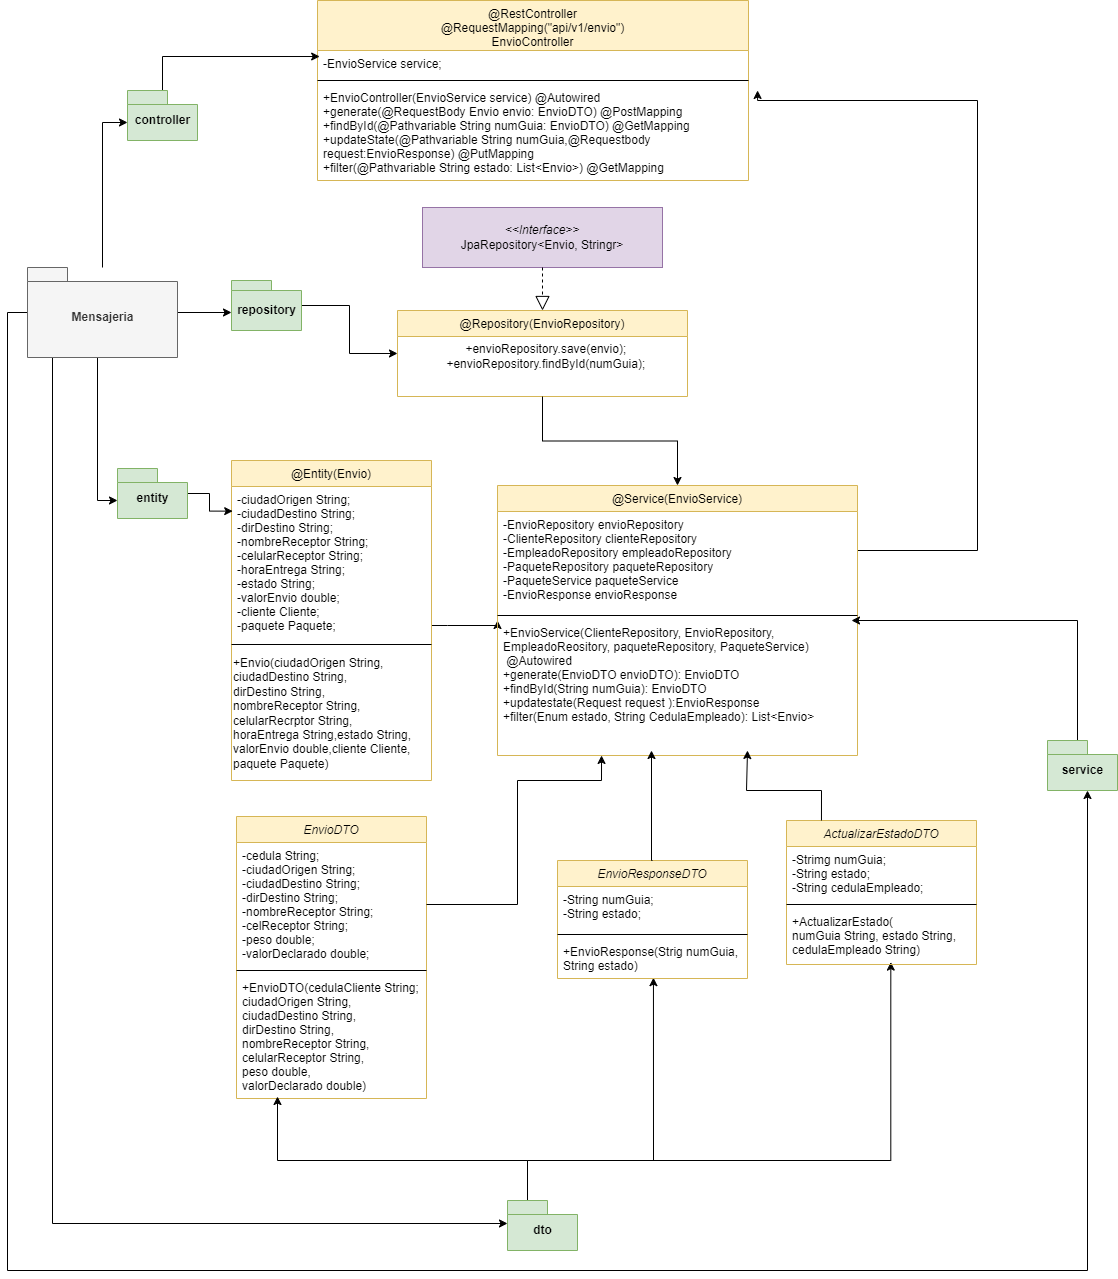 @RestController
@RequestMapping("api/v1/envio")
EnvioController
-EnvioService service;
+EnvioController(EnvioService service) @Autowired
+generate(@RequestBody Envio envio: EnvioDTO) @PostMapping
+findById(@Pathvariable String numGuia: EnvioDTO) @GetMapping
+updateState(@Pathvariable String numGuia,@Requestbody
request:EnvioResponse) @PutMapping
+filter(@Pathvariable String estado: List<Envio>) @GetMapping
controller
<<Interface>>
JpaRepository<Envio, Stringr>
Mensajeria
repository
@Repository(EnvioRepository)
+envioRepository.save(envio);
+envioRepository.findById(numGuia);
entity
@Entity(Envio)
-ciudadOrigen String;
-ciudadDestino String;
-dirDestino String;
-nombreReceptor String;
-celularReceptor String;
-horaEntrega String;
-estado String;
-valorEnvio double;
-cliente Cliente;
-paquete Paquete;
+Envio(ciudadOrigen String,
ciudadDestino String,
dirDestino String,
nombreReceptor String,
celularRecrptor String,
horaEntrega String,estado String,
valorEnvio double,cliente Cliente,
paquete Paquete)
@Service(EnvioService)
-EnvioRepository envioRepository
-ClienteRepository clienteRepository
-EmpleadoRepository empleadoRepository
-PaqueteRepository paqueteRepository
-PaqueteService paqueteService
-EnvioResponse envioResponse
+EnvioService(ClienteRepository, EnvioRepository,
EmpleadoReository, paqueteRepository, PaqueteService)
@Autowired
+generate(EnvioDTO envioDTO): EnvioDTO
+findById(String numGuia): EnvioDTO
+updatestate(Request request ):EnvioResponse
+filter(Enum estado, String CedulaEmpleado): List<Envio>
service
EnvioDTO
-cedula String;
-ciudadOrigen String;
-ciudadDestino String;
-dirDestino String;
-nombreReceptor String;
-celReceptor String;
-peso double;
-valorDeclarado double;
+EnvioDTO(cedulaCliente String;
ciudadOrigen String,
ciudadDestino String,
dirDestino String,
nombreReceptor String,
celularReceptor String,
peso double,
valorDeclarado double)
EnvioResponseDTO
-String numGuia;
-String estado;
+EnvioResponse(Strig numGuia,
String estado)
ActualizarEstadoDTO
-Strimg numGuia;
-String estado;
-String cedulaEmpleado;
+ActualizarEstado(
numGuia String, estado String,
cedulaEmpleado String)
dto